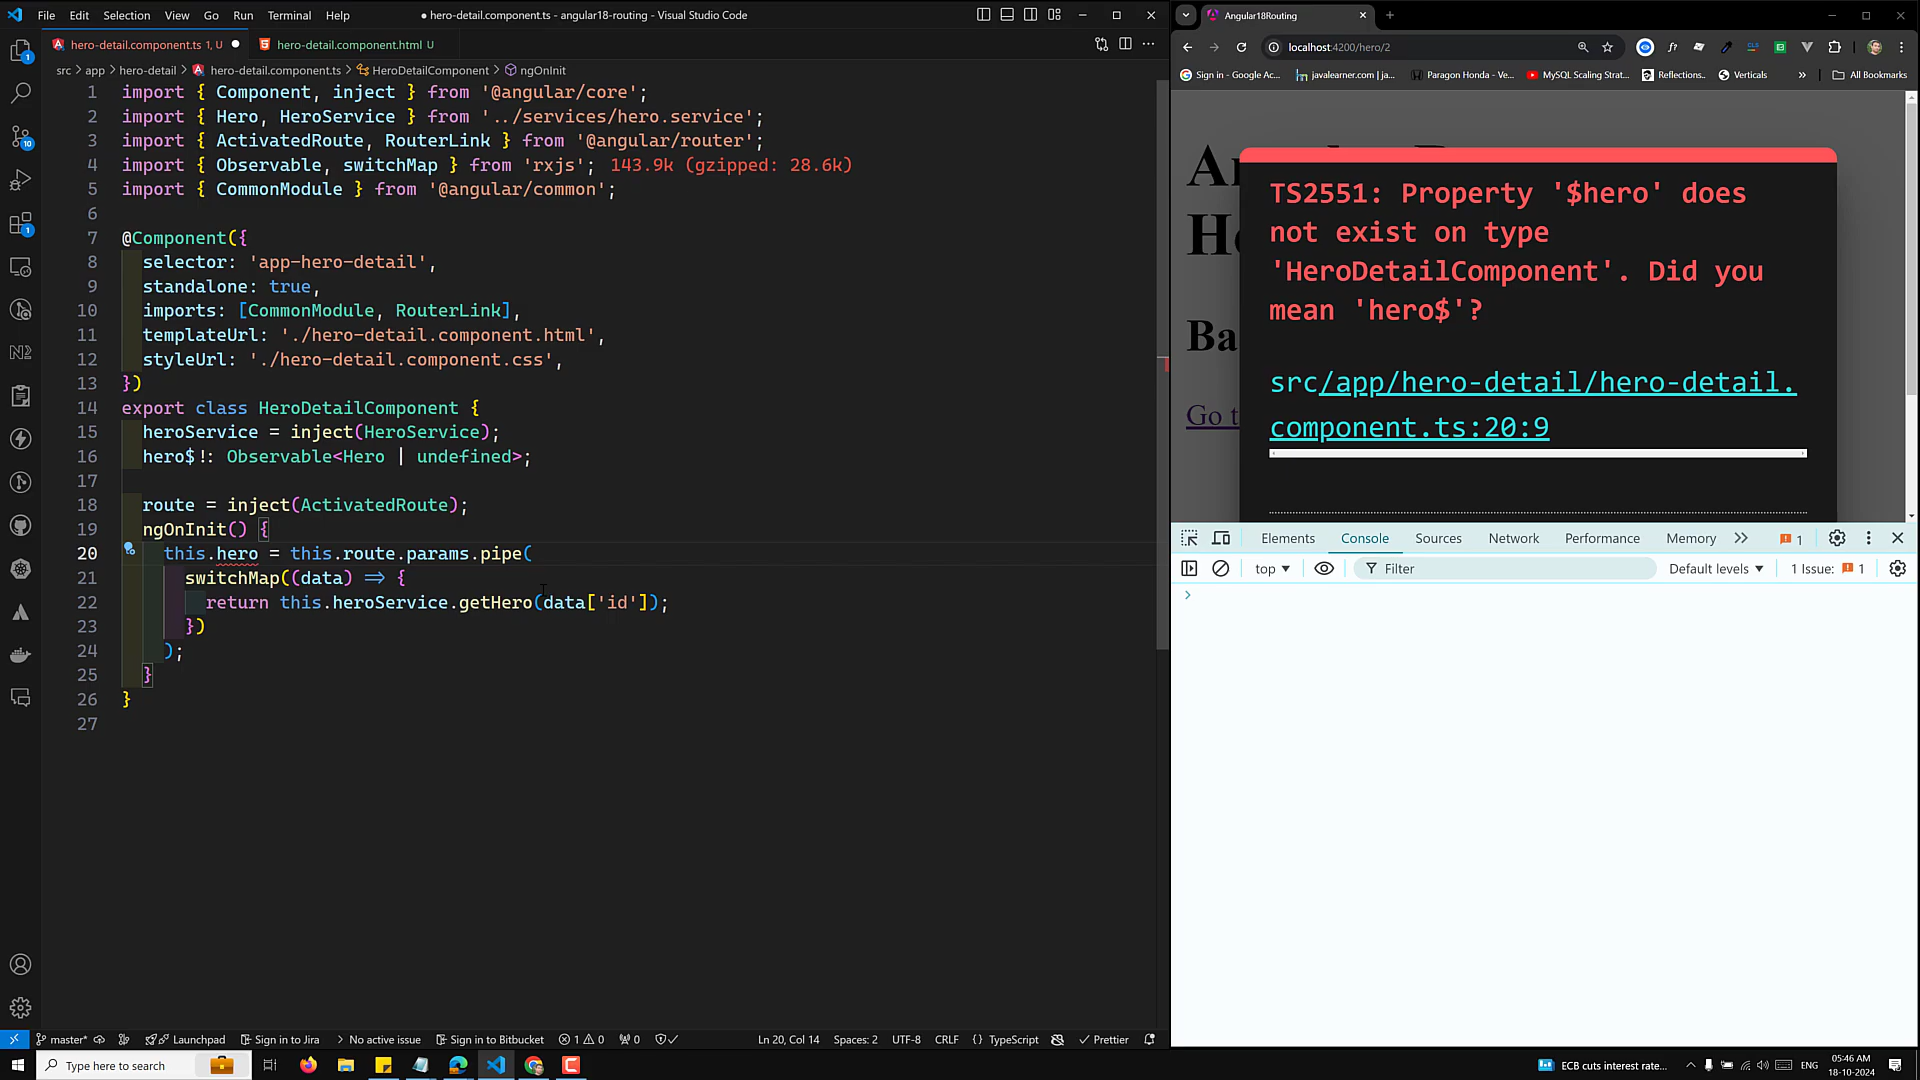 File Edit Selection View Go Run Terminal Help
● hero-detail.component.ts - angular18-routing - Visual Studio Code
hero-detail.component.ts 1, U ●
hero-detail.component.html U
src > app > hero-detail > hero-detail.component.ts > HeroDetailComponent > ngOnInit
1 import { Component, inject } from '@angular/core';
2 import { Hero, HeroService } from '../services/hero.service';
3 import { ActivatedRoute, RouterLink } from '@angular/router';
4 import { Observable, switchMap } from 'rxjs'; 143.9k (gzipped: 28.6k)
5 import { CommonModule } from '@angular/common';
6
7 @Component({
8 selector: 'app-hero-detail',
9 standalone: true,
10 imports: [CommonModule, RouterLink],
11 templateUrl: './hero-detail.component.html',
12 styleUrl: './hero-detail.component.css',
13 })
14 export class HeroDetailComponent {
15 heroService = inject(HeroService);
16 hero$!: Observable<Hero | undefined>;
17
18 route = inject(ActivatedRoute);
19 ngOnInit() {
20 this.hero = this.route.params.pipe(
21 switchMap((data) => {
22 return this.heroService.getHero(data['id']);
23 })
24 );
25 }
26 }
27
1
10
1
master*
Launchpad
Sign in to Jira
No active issue
Sign in to Bitbucket
1 0
0
Ln 20, Col 14
Spaces: 2
UTF-8
CRLF
{ } TypeScript
Prettier
Angular18Routing
localhost:4200/hero/2
Sign in - Google Ac...
javalearner.com | ja...
Paragon Honda - Ve...
MySQL Scaling Strat...
Reflections..
Verticals
»
All Bookmarks
TS2551: Property '$hero' does
not exist on type
'HeroDetailComponent'. Did you
mean 'hero$'?
src/app/hero-detail/hero-detail.
component.ts:20:9
Ba
Go t
Elements Console Sources Network Performance Memory » 1
top ▼
Filter
Default levels ▼
1 Issue: 1
>
Type here to search
ECB cuts interest rate...
ENG
05:46 AM
18-10-2024